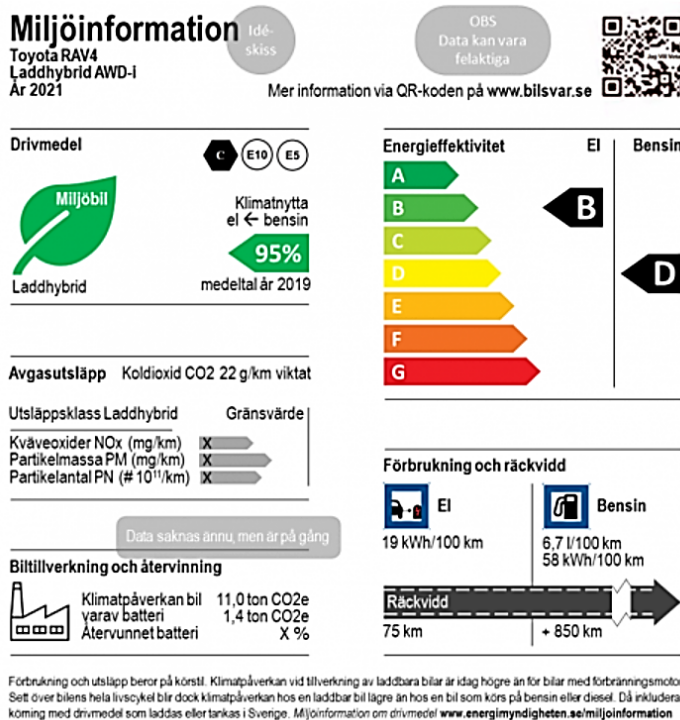 Miljöinformation
Idé-
skiss
OBS
Data kan vara
felaktiga
Toyota RAV4
Laddhybrid AWD-i
År 2021
Mer information via QR-koden på www.bilsvar.se
Drivmedel
C E10 E5
Miljöbil
Laddhybrid
Klimatnytta
el ← bensin
95%
medeltal år 2019
Energieffektivitet El Bensin
A
B
C
D
E
F
G
B
D
Avgasutsläpp Koldioxid CO2 22 g/km viktat
Utsläppsklass Laddhybrid Gränsvärde
Kväveoxider NOx (mg/km) X
Partikelmassa PM (mg/km) X
Partikelantal PN (# 10¹¹/km) X
Data saknas ännu, men är på gång
Biltillverkning och återvinning
Klimatpåverkan bil 11,0 ton CO2e
varav batteri 1,4 ton CO2e
Återvunnet batteri X %
Förbrukning och räckvidd
El
19 kWh/100 km
Bensin
6,7 l/100 km
58 kWh/100 km
Räckvidd
75 km + 850 km
Förbrukning och utsläpp beror på körstil. Klimatpåverkan vid tillverkning av laddbara bilar är idag högre än för bilar med förbränningsmoto
Sett över bilens hela livscykel blir dock klimatpåverkan hos en laddbar bil lägre än hos en bil som körs på bensin eller diesel. Då inkludera
körning med drivmedel som laddas eller tankas i Sverige. Miljöinformation om drivmedel www.energimyndigheten.se/miljoinformation